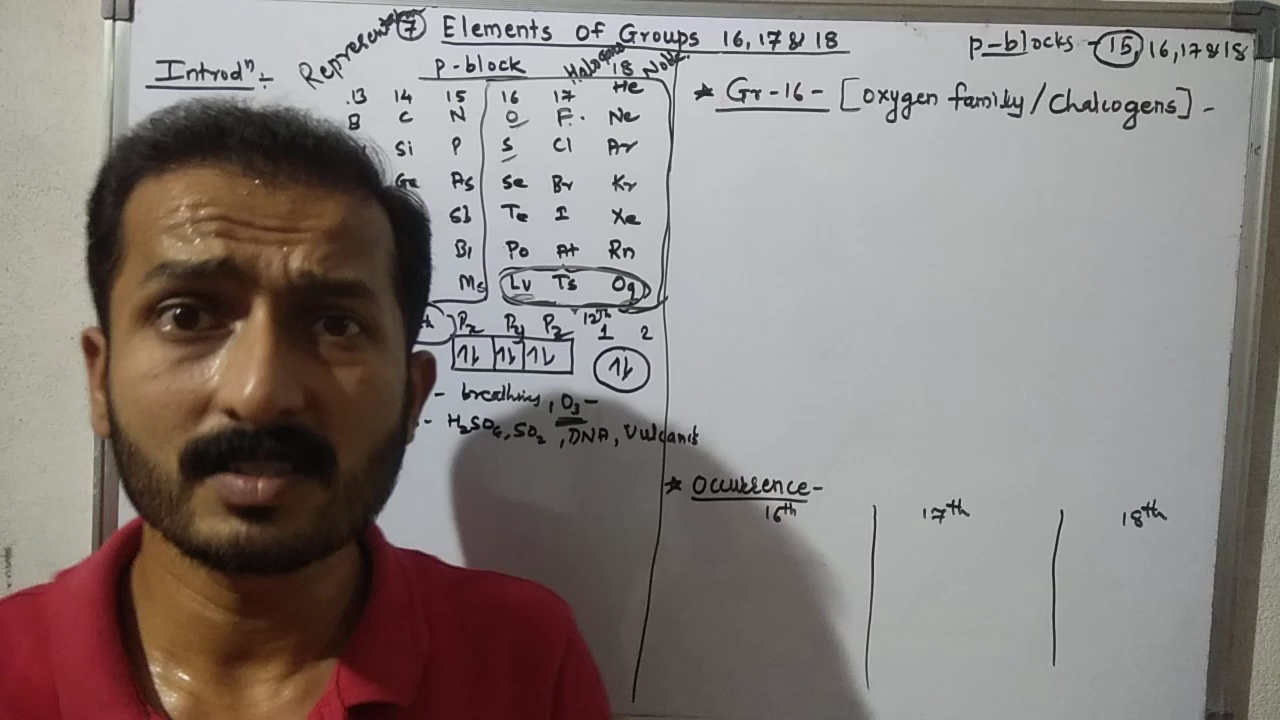 7 Elements of Groups 16, 17 & 18
p-blocks - 15, 16, 17 & 18
Introdⁿ :-
p-block
Halogens
18 Noble
13 14 15 16 17 He
B C N O F Ne
Si P S Cl Ar
Ge As Se Br Kr
Sb Te I Xe
Bi Po At Rn
Mc Lv Ts Og
Px Py Pz 12th 1 2
- breathing, O₃ -
- H₂SO₄, SO₂, DNA,
* Gr-16 - [Oxygen family/Chalcogens] -
* Occurrence -
16th 17th 18th